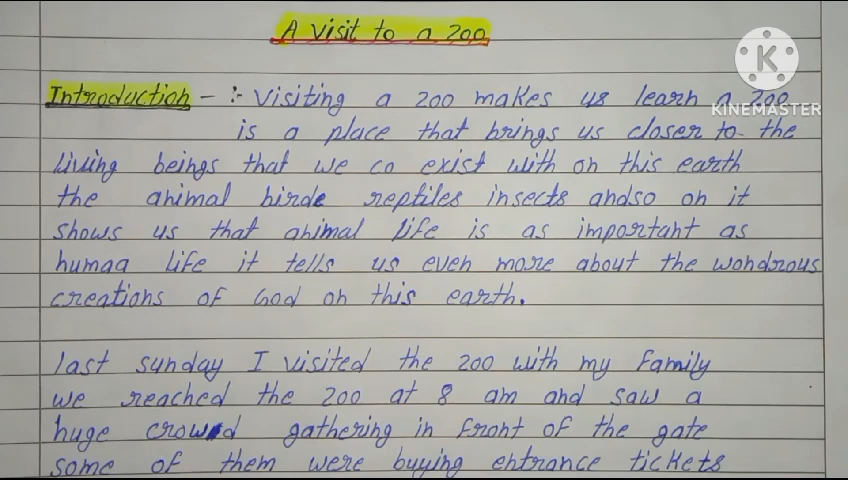 A visit to a zoo
Introduction - :- Visiting a zoo makes us learn a zoo
is a place that brings us closer to the
living beings that we co exist with on this earth
the animal birde reptiles insects andso on it
shows us that animal life is as important as
humaa life it tells us even more about the wondrous
creations of God on this earth.
last sunday I visited the zoo with my Family
we reached the zoo at 8 am and saw a
huge crowd gathering in front of the gate
some of them were buying entrance tickets
K
KINEMASTER